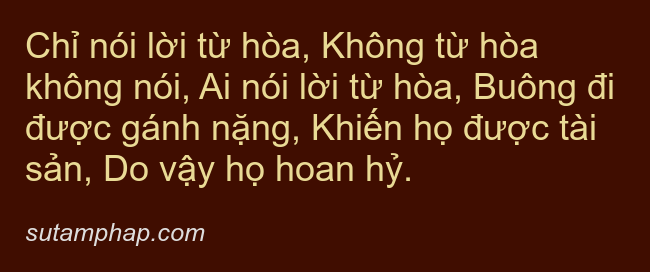 Chỉ nói lời từ hòa, Không từ hòa
không nói, Ai nói lời từ hòa, Buông đi
được gánh nặng, Khiến họ được tài
sản, Do vậy họ hoan hỷ.
sutamphap.com